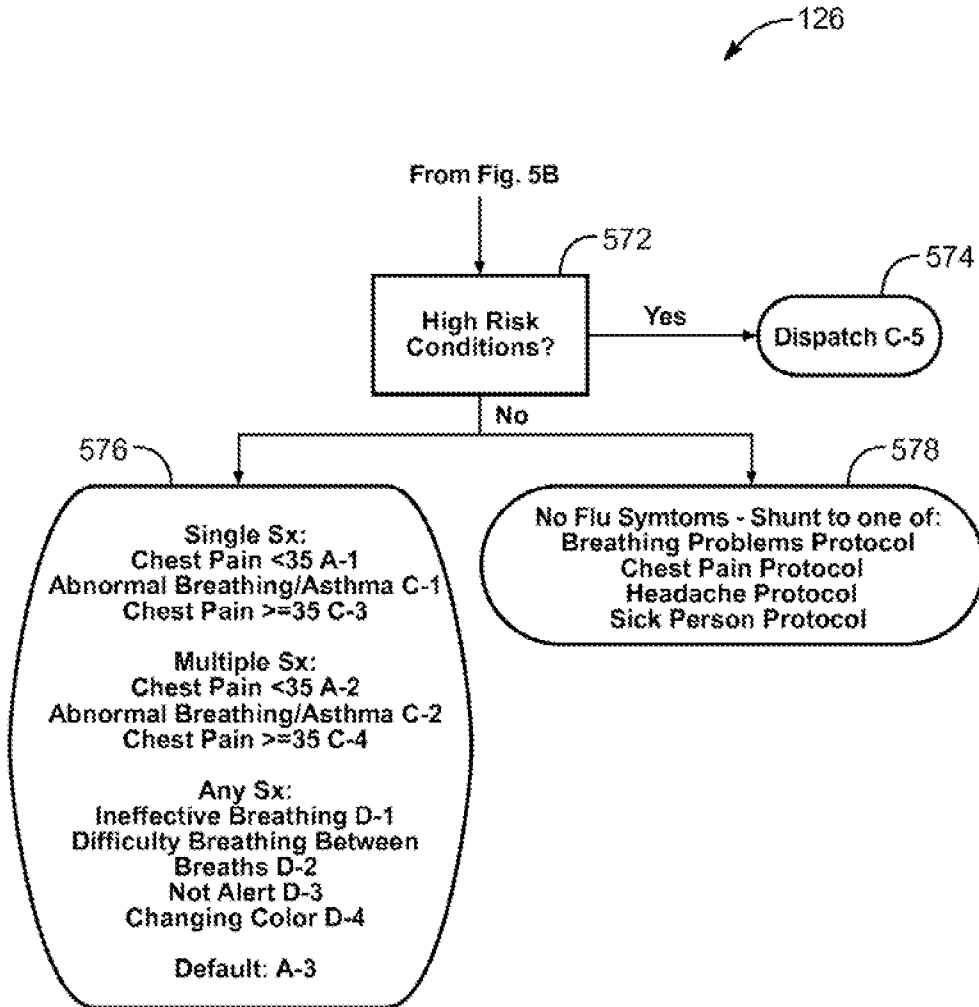 126
From Fig. 5B
572
High Risk
Conditions?
Yes
574
Dispatch C-5
No
576
Single Sx:
Chest Pain <35 A-1
Abnormal Breathing/Asthma C-1
Chest Pain >=35 C-3
Multiple Sx:
Chest Pain <35 A-2
Abnormal Breathing/Asthma C-2
Chest Pain >=35 C-4
Any Sx:
Ineffective Breathing D-1
Difficulty Breathing Between
Breaths D-2
Not Alert D-3
Changing Color D-4
Default: A-3
578
No Flu Symtoms - Shunt to one of:
Breathing Problems Protocol
Chest Pain Protocol
Headache Protocol
Sick Person Protocol